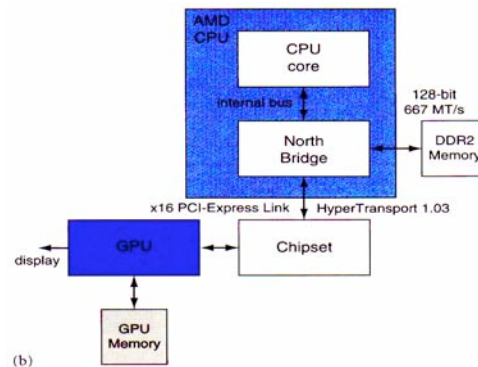 AMD
CPU
CPU
core
internal bus
128-bit
667 MT/s
North
Bridge
DDR2
Memory
x16 PCI-Express Link
HyperTransport 1.03
GPU
Chipset
display
GPU
Memory
(b)